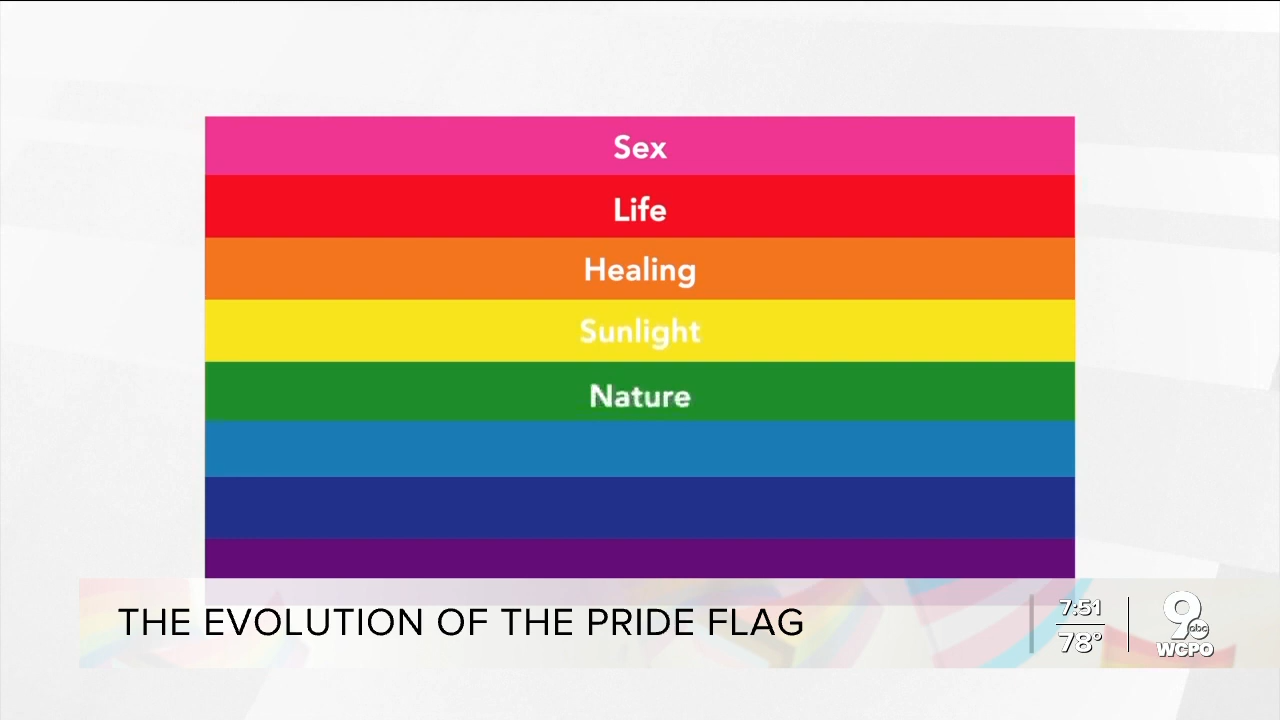 Sex
Life
Healing
Sunlight
Nature
THE EVOLUTION OF THE PRIDE FLAG
7:51
78°
9
abc
WCPO